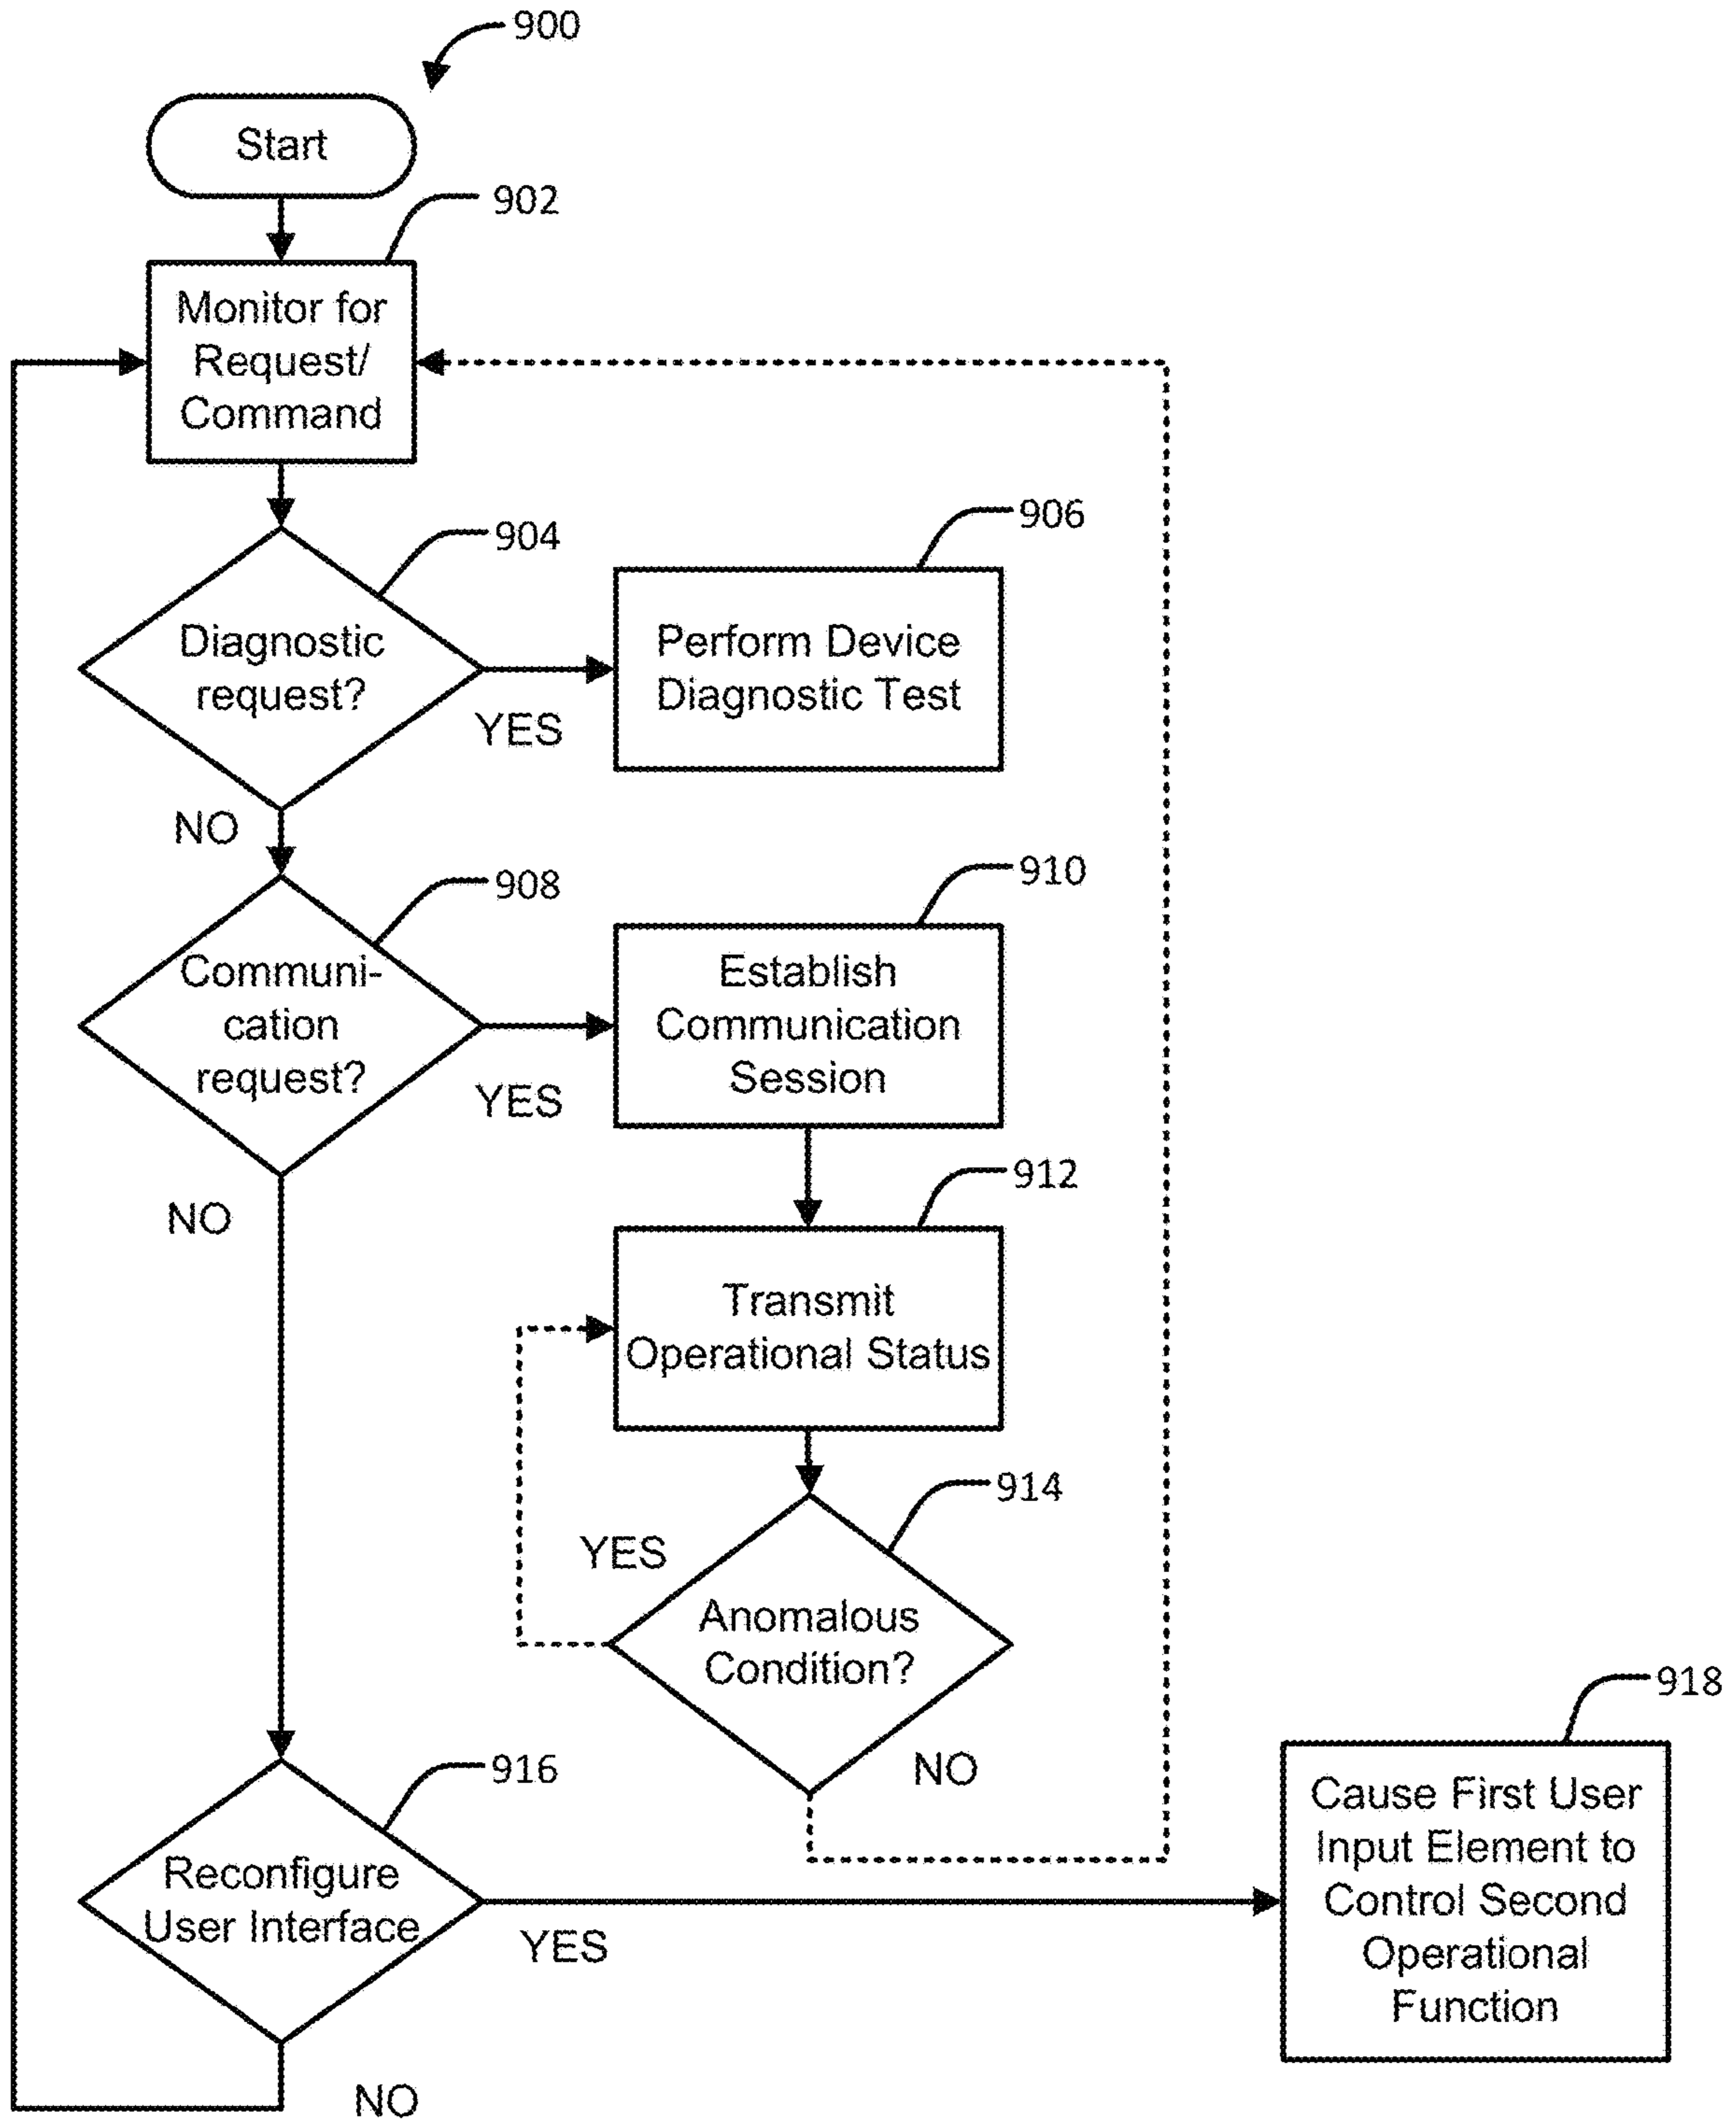 900
Start
902
Monitor for
Request/
Command
904
Diagnostic
request?
YES
NO
906
Perform Device
Diagnostic Test
908
Communi-
cation
request?
YES
NO
910
Establish
Communication
Session
912
Transmit
Operational Status
914
YES
Anomalous
Condition?
NO
916
Reconfigure
User Interface
YES
NO
918
Cause First User
Input Element to
Control Second
Operational
Function